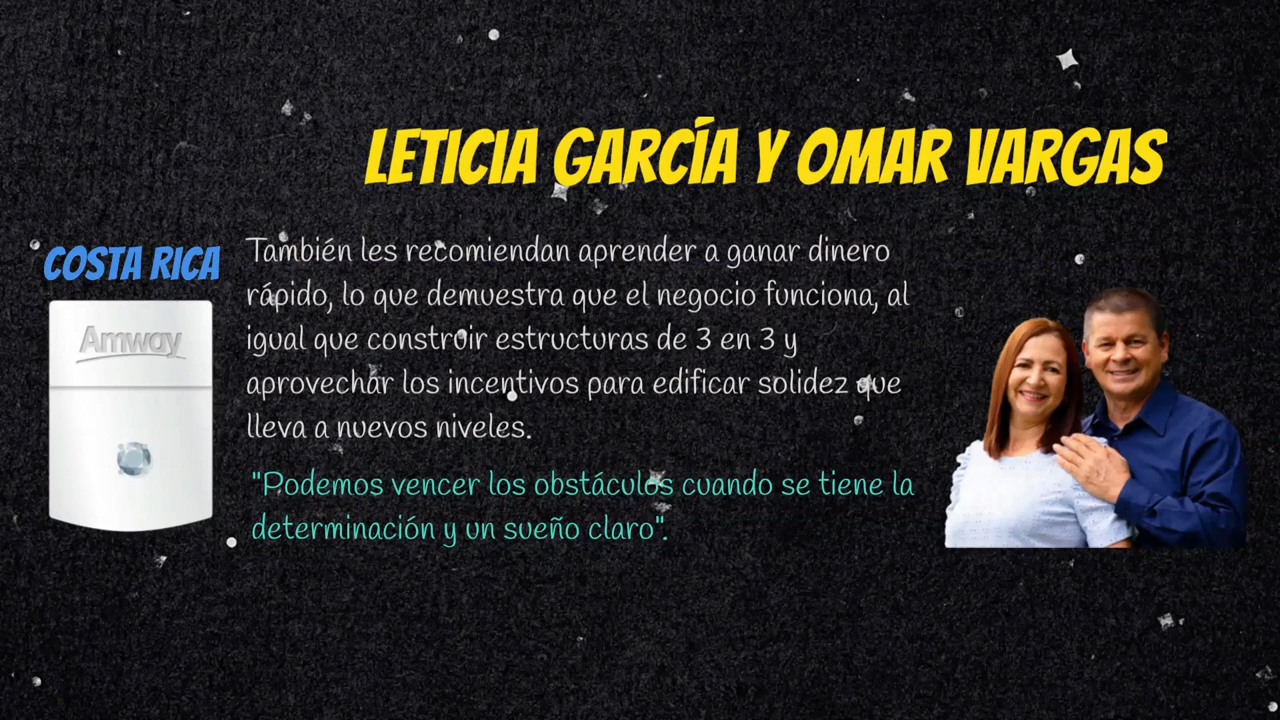 LETICIA GARCÍA Y OMAR VARGAS
COSTA RICA
Amway
También les recomiendan aprender a ganar dinero
rápido, lo que demuestra que el negocio funciona, al
igual que construir estructuras de 3 en 3 y
aprovechar los incentivos para edificar solidez que
lleva a nuevos niveles.
"Podemos vencer los obstáculos cuando se tiene la
determinación y un sueño claro".